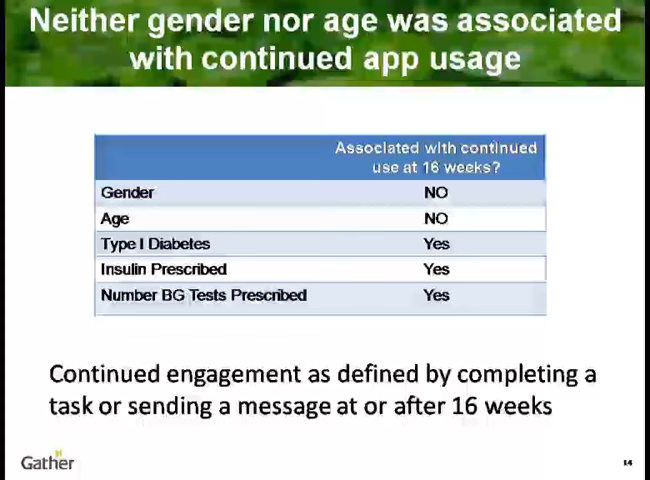 Neither gender nor age was associated
with continued app usage
Associated with continued
use at 16 weeks?
Gender NO
Age NO
Type I Diabetes Yes
Insulin Prescribed Yes
Number BG Tests Prescribed Yes
Continued engagement as defined by completing a
task or sending a message at or after 16 weeks
Gather 14